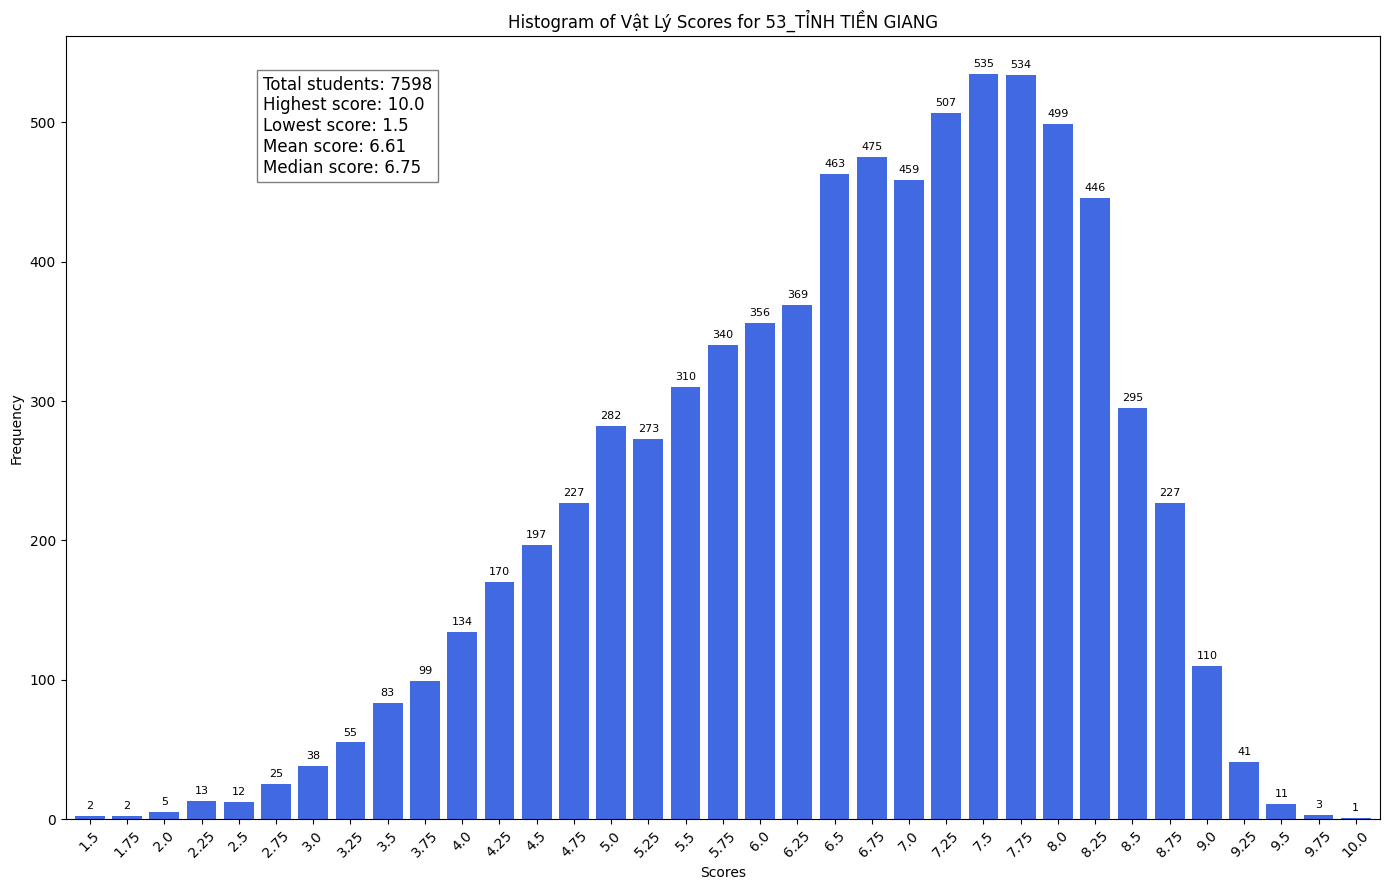 Histogram of Vật Lý Scores for 53_TỈNH TIỀN GIANG
Total students: 7598
Highest score: 10.0
Lowest score: 1.5
Mean score: 6.61
Median score: 6.75
Frequency
500
400
300
200
100
0
2 2 5 13 12 25 38 55 83 99 134 170 197 227 282 273 310 340 356 369 463 475 459 507 535 534 499 446 295 227 110 41 11 3 1
1.5 1.75 2.0 2.25 2.5 2.75 3.0 3.25 3.5 3.75 4.0 4.25 4.5 4.75 5.0 5.25 5.5 5.75 6.0 6.25 6.5 6.75 7.0 7.25 7.5 7.75 8.0 8.25 8.5 8.75 9.0 9.25 9.5 9.75 10.0
Scores